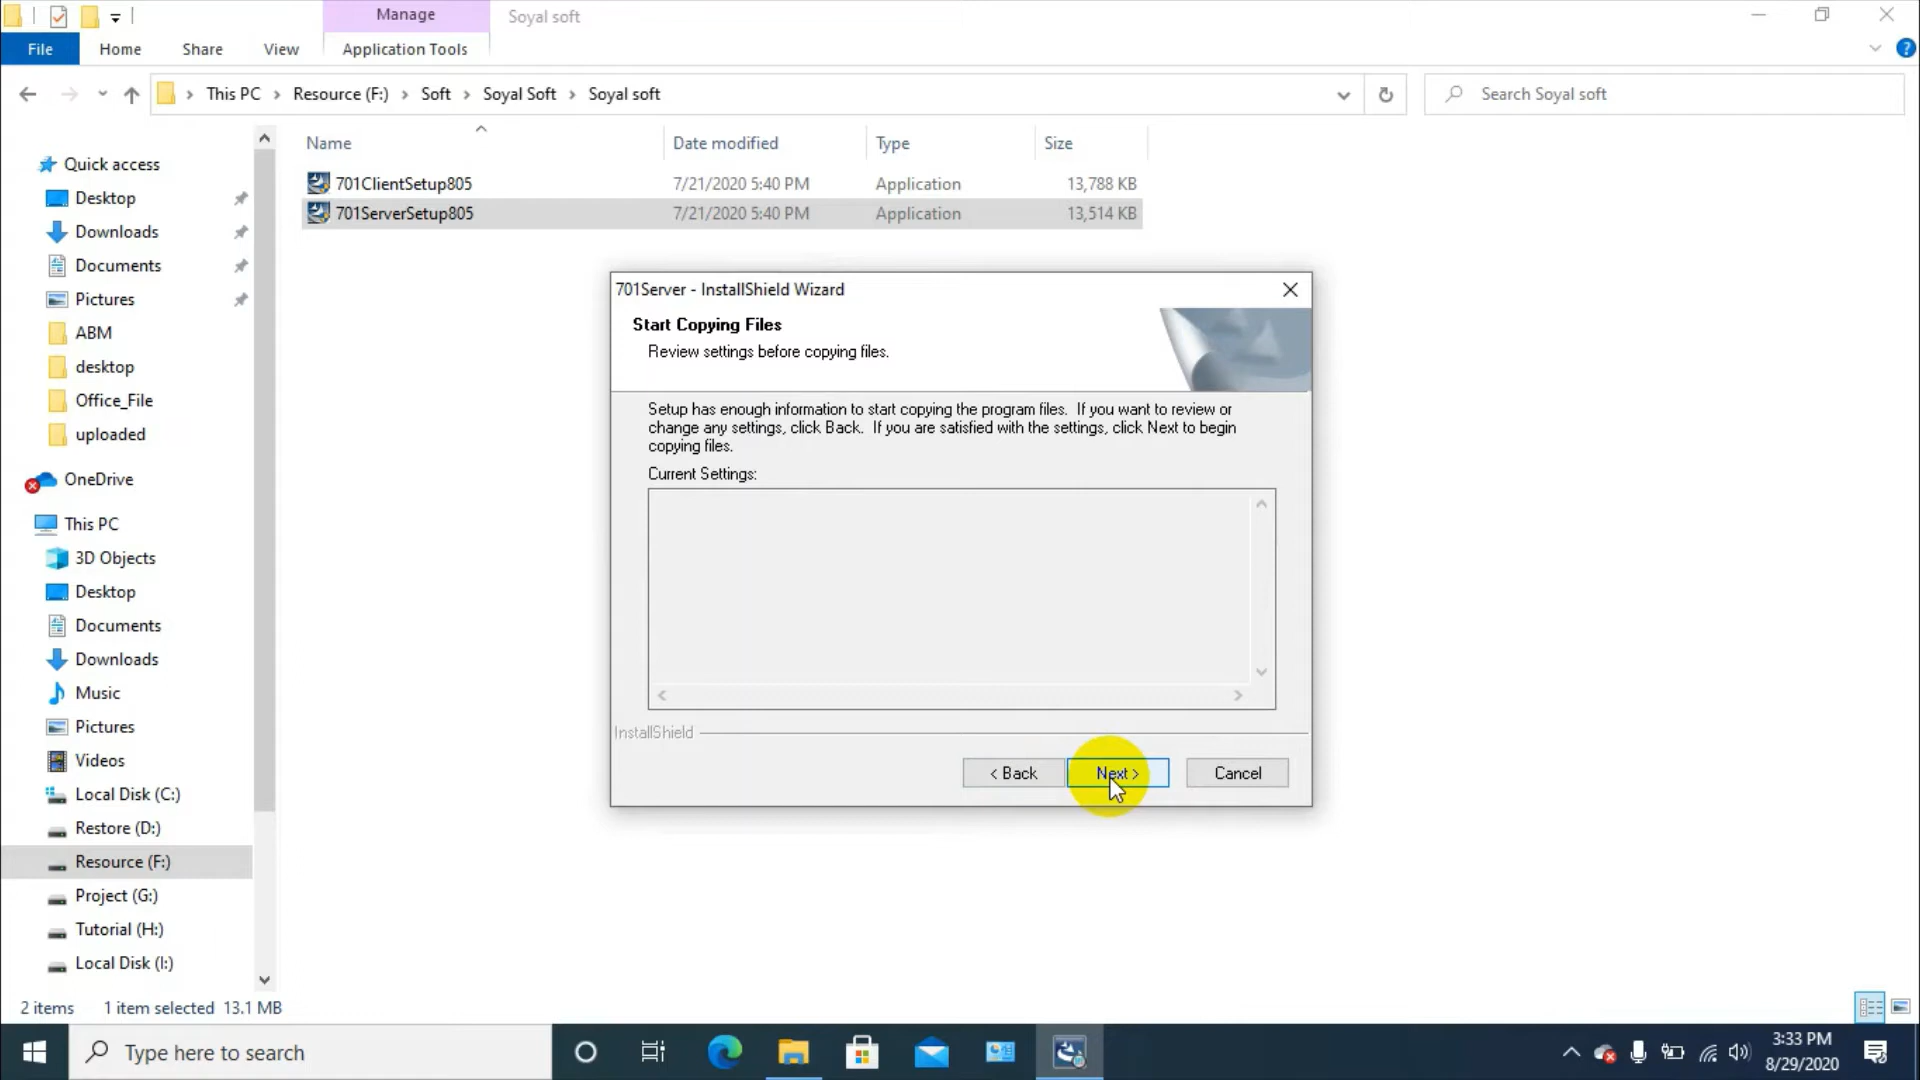 Manage
Soyal soft
File
Home
Share
View
Application Tools
This PC
Resource (F:)
Soft
Soyal Soft
Soyal soft
Search Soyal soft
Name
Date modified
Type
Size
701ClientSetup805
7/21/2020 5:40 PM
Application
13,788 KB
701ServerSetup805
7/21/2020 5:40 PM
Application
13,514 KB
Quick access
Desktop
Downloads
Documents
Pictures
ABM
desktop
Office_File
uploaded
OneDrive
This PC
3D Objects
Desktop
Documents
Downloads
Music
Pictures
Videos
Local Disk (C:)
Restore (D:)
Resource (F:)
Project (G:)
Tutorial (H:)
Local Disk (I:)
701Server - InstallShield Wizard
Start Copying Files
Review settings before copying files.
Setup has enough information to start copying the program files. If you want to review or
change any settings, click Back. If you are satisfied with the settings, click Next to begin
copying files.
Current Settings:
InstallShield
< Back
Next >
Cancel
2 items
1 item selected 13.1 MB
Type here to search
3:33 PM
8/29/2020